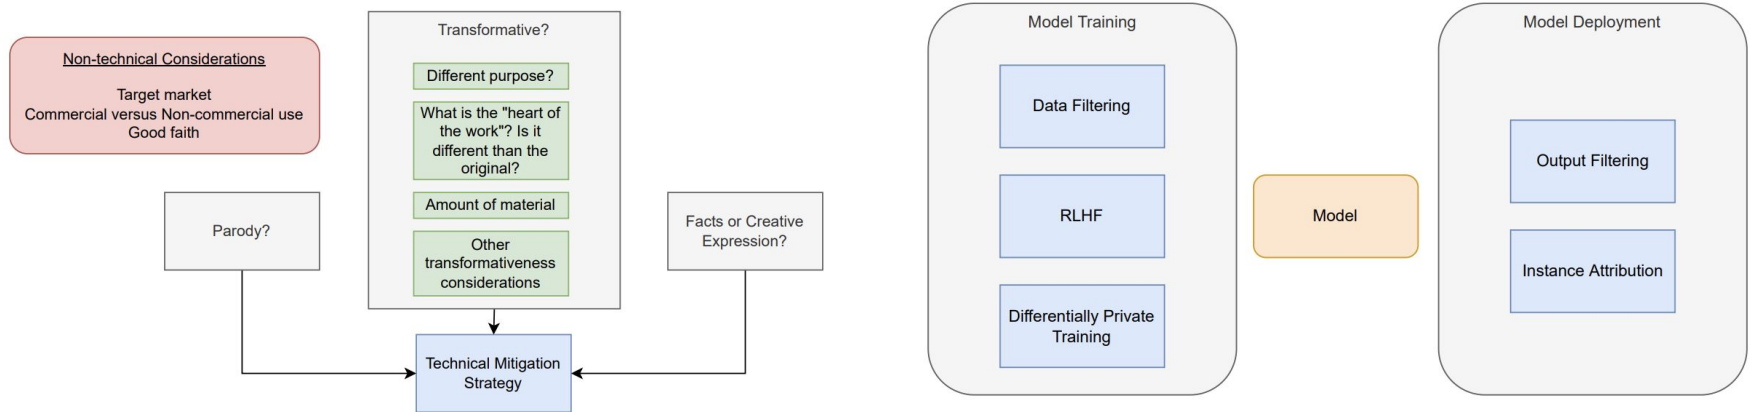 Non-technical Considerations
Target market
Commercial versus Non-commercial use
Good faith
Transformative?
Different purpose?
What is the "heart of
the work"? Is it
different than the
original?
Amount of material
Other
transformativeness
considerations
Parody?
Facts or Creative
Expression?
Technical Mitigation
Strategy
Model Training
Data Filtering
RLHF
Differentially Private
Training
Model
Model Deployment
Output Filtering
Instance Attribution